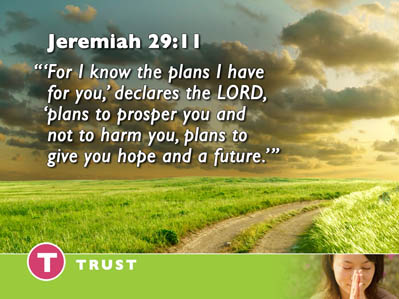 Jeremiah 29:11
“‘For I know the plans I have
for you,’ declares the LORD,
‘plans to prosper you and
not to harm you, plans to
give you hope and a future.’”
T TRUST